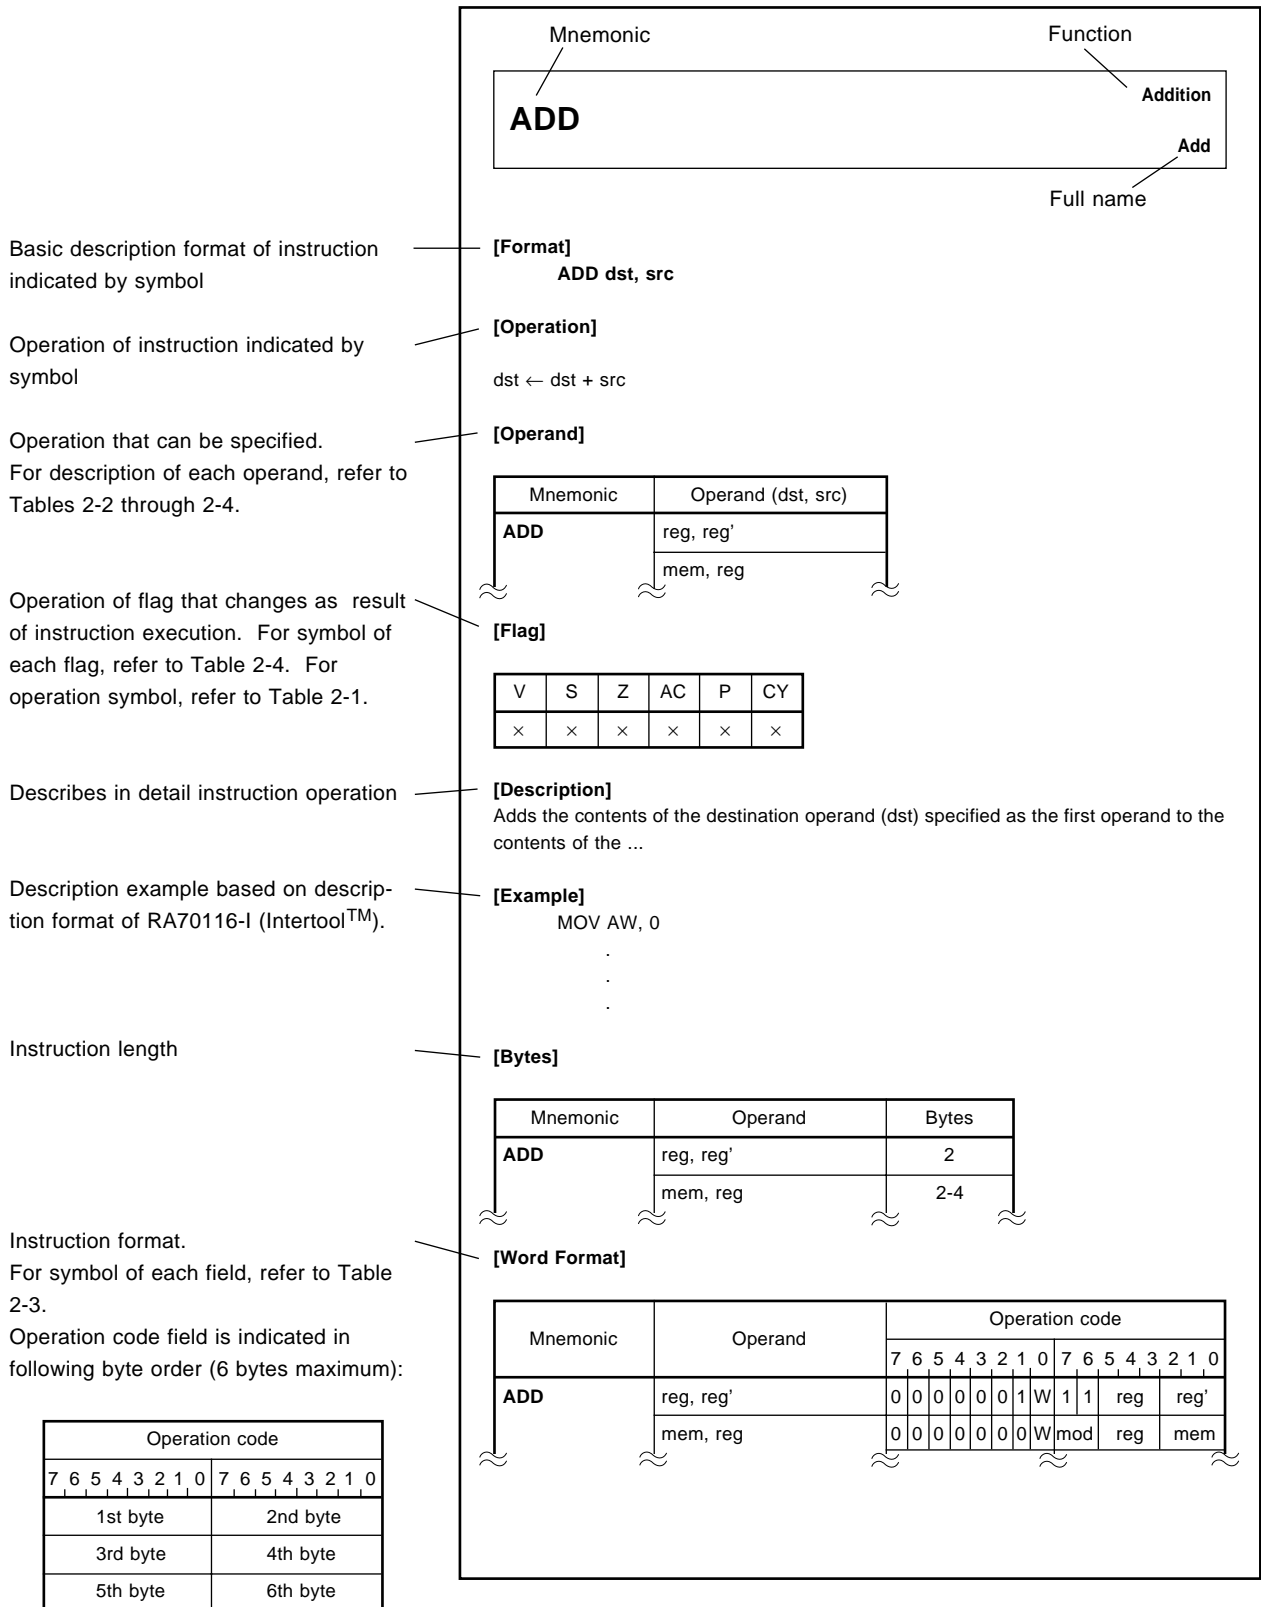 Mnemonic
Function
ADD
Addition
Add
Full name
Basic description format of instruction
indicated by symbol
[Format]
ADD dst, src
Operation of instruction indicated by
symbol
[Operation]
dst ← dst + src
Operation that can be specified.
For description of each operand, refer to
Tables 2-2 through 2-4.
[Operand]
Mnemonic Operand (dst, src)
ADD reg, reg’
mem, reg
Operation of flag that changes as result
of instruction execution. For symbol of
each flag, refer to Table 2-4. For
operation symbol, refer to Table 2-1.
[Flag]
V S Z AC P CY
× × × × × ×
Describes in detail instruction operation
[Description]
Adds the contents of the destination operand (dst) specified as the first operand to the
contents of the ...
Description example based on descrip-
tion format of RA70116-I (Intertool™).
[Example]
MOV AW, 0
.
.
.
Instruction length
[Bytes]
Mnemonic Operand Bytes
ADD reg, reg’ 2
mem, reg 2-4
Instruction format.
For symbol of each field, refer to Table
2-3.
Operation code field is indicated in
following byte order (6 bytes maximum):
[Word Format]
Mnemonic Operand Operation code
7 6 5 4 3 2 1 0 7 6 5 4 3 2 1 0
ADD reg, reg’ 0 0 0 0 0 0 1 W 1 1 reg reg’
mem, reg 0 0 0 0 0 0 0 W mod reg mem
Operation code
7 6 5 4 3 2 1 0 7 6 5 4 3 2 1 0
1st byte 2nd byte
3rd byte 4th byte
5th byte 6th byte